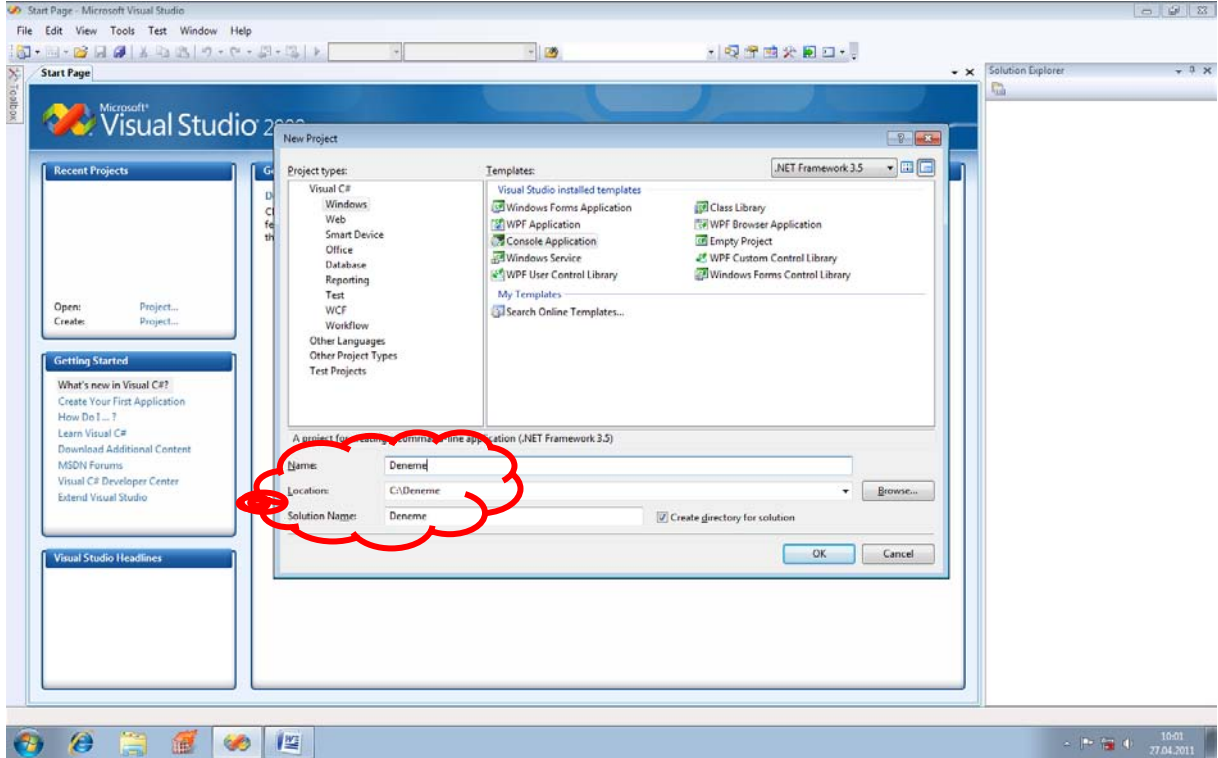 Start Page - Microsoft Visual Studio
File Edit View Tools Test Window Help
Toolbox
Start Page
Solution Explorer
Microsoft®
Visual Studio®
New Project
Project types:
Templates:
.NET Framework 3.5
Visual C#
Windows
Web
Smart Device
Office
Database
Reporting
Test
WCF
Workflow
Other Languages
Other Project Types
Test Projects
Visual Studio installed templates
Windows Forms Application
WPF Application
Console Application
Windows Service
WPF User Control Library
Class Library
WPF Browser Application
Empty Project
WPF Custom Control Library
Windows Forms Control Library
My Templates
Search Online Templates...
A project for creating a command-line application (.NET Framework 3.5)
Name: Deneme
Location: C:\Deneme
Browse...
Solution Name: Deneme
Create directory for solution
OK Cancel
Recent Projects
Open: Project...
Create: Project...
Getting Started
What's new in Visual C#?
Create Your First Application
How Do I ... ?
Learn Visual C#
Download Additional Content
MSDN Forums
Visual C# Developer Center
Extend Visual Studio
Visual Studio Headlines
10:01
27.04.2011